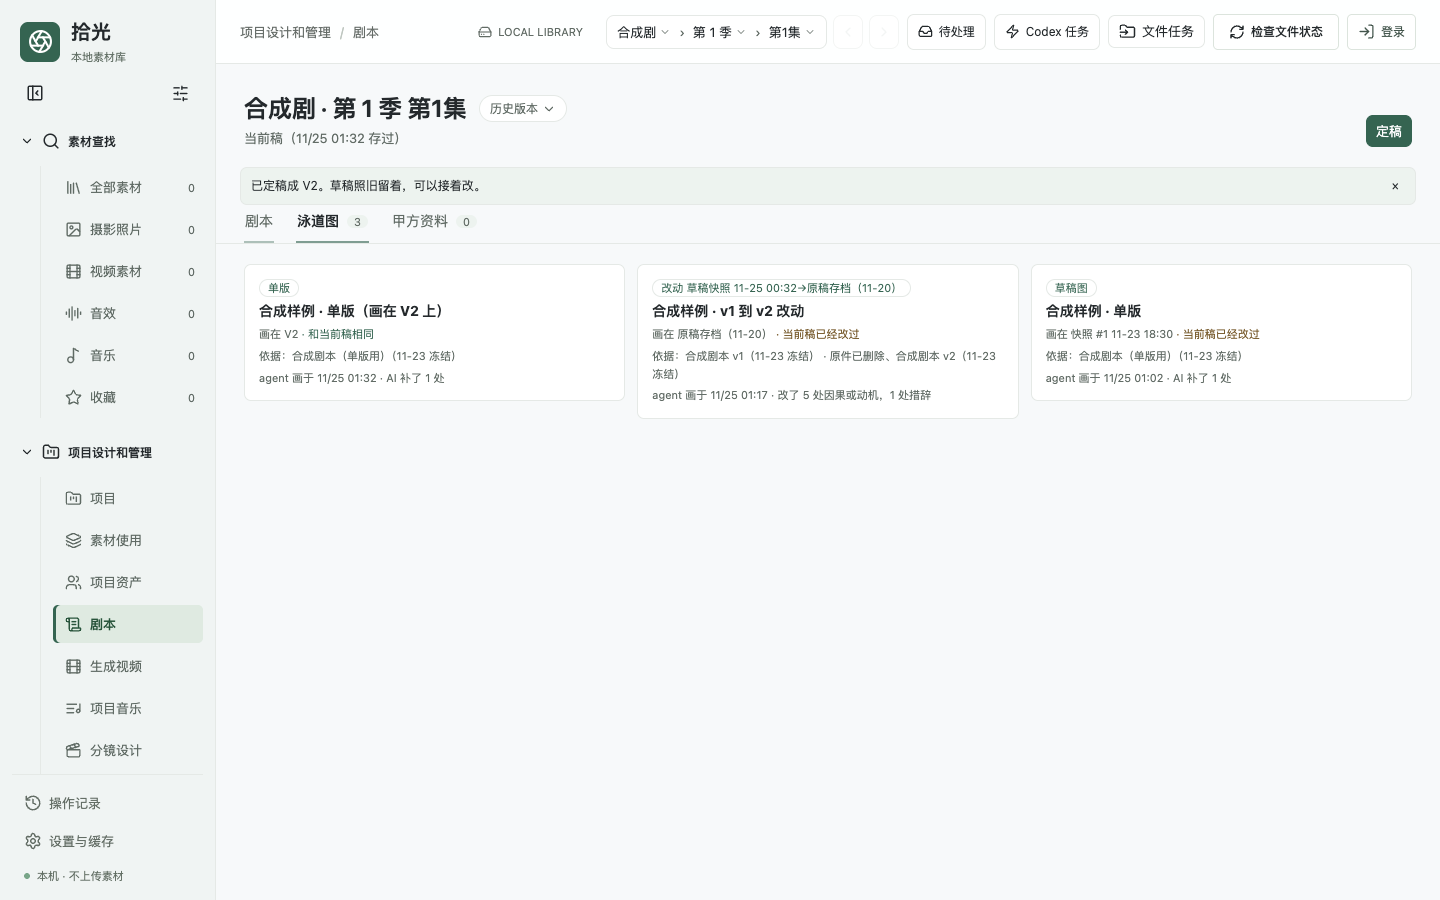 拾光
本地素材库
素材查找
全部素材 0
摄影照片 0
视频素材 0
音效 0
音乐 0
收藏 0
项目设计和管理
项目
素材使用
项目资产
剧本
生成视频
项目音乐
分镜设计
操作记录
设置与缓存
本机 · 不上传素材
项目设计和管理 / 剧本
LOCAL LIBRARY
合成剧 › 第 1 季 › 第1集
待处理
Codex 任务
文件任务
检查文件状态
登录
合成剧 · 第 1 季 第1集
历史版本
当前稿（11/25 01:32 存过）
定稿
已定稿成 V2。草稿照旧留着，可以接着改。 ×
剧本 泳道图 3 甲方资料 0
单版
合成样例 · 单版（画在 V2 上）
画在 V2 · 和当前稿相同
依据：合成剧本（单版用）（11-23 冻结）
agent 画于 11/25 01:32 · AI 补了 1 处
改动 草稿快照 11-25 00:32→原稿存档（11-20）
合成样例 · v1 到 v2 改动
画在 原稿存档（11-20） · 当前稿已经改过
依据：合成剧本 v1（11-23 冻结） · 原件已删除、合成剧本 v2（11-23
冻结）
agent 画于 11/25 01:17 · 改了 5 处因果或动机，1 处措辞
草稿图
合成样例 · 单版
画在 快照 #1 11-23 18:30 · 当前稿已经改过
依据：合成剧本（单版用）（11-23 冻结）
agent 画于 11/25 01:02 · AI 补了 1 处